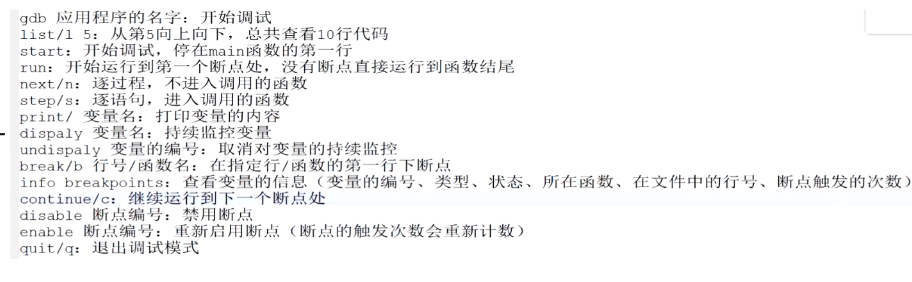 gdb 应用程序的名字：开始调试
list/l 5：从第5向上向下，总共查看10行代码
start：开始调试，停在main函数的第一行
run：开始运行到第一个断点处，没有断点直接运行到函数结尾
next/n：逐过程，不进入调用的函数
step/s：逐语句，进入调用的函数
print/ 变量名：打印变量的内容
dispaly 变量名：持续监控变量
undispaly 变量的编号：取消对变量的持续监控
break/b 行号/函数名：在指定行/函数的第一行下断点
info breakpoints：查看变量的信息（变量的编号、类型、状态、所在函数、在文件中的行号、断点触发的次数）
continue/c：继续运行到下一个断点处
disable 断点编号：禁用断点
enable 断点编号：重新启用断点（断点的触发次数会重新计数）
quit/q：退出调试模式